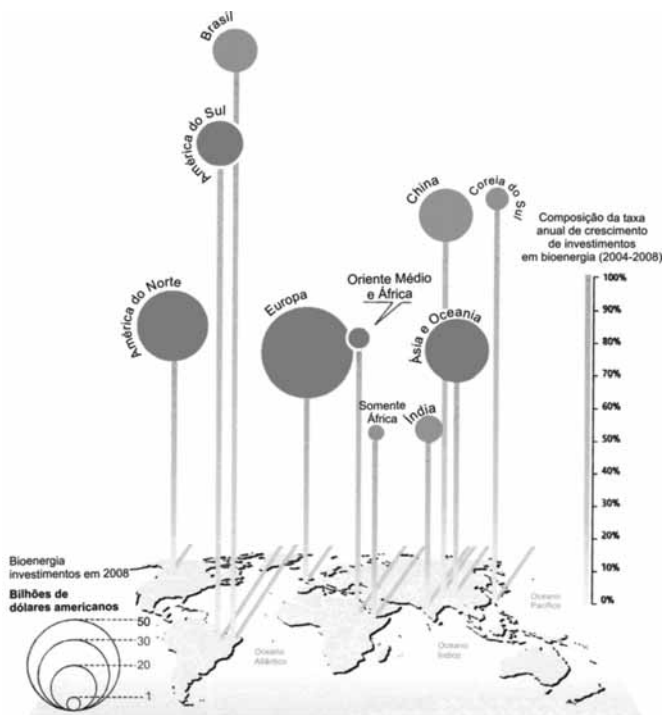 Brasil
América do Sul
China
Coreia do Sul
Composição da taxa
anual de crescimento
de investimentos
em bioenergia (2004-2008)
América do Norte
Europa
Oriente Médio
e África
Ásia e Oceania
100%
90%
80%
70%
60%
50%
40%
30%
20%
10%
0%
Somente
África
Índia
Bioenergia
investimentos em 2008
Bilhões de
dólares americanos
50
30
20
1
Oceano
Atlântico
Oceano
Índico
Oceano
Pacífico